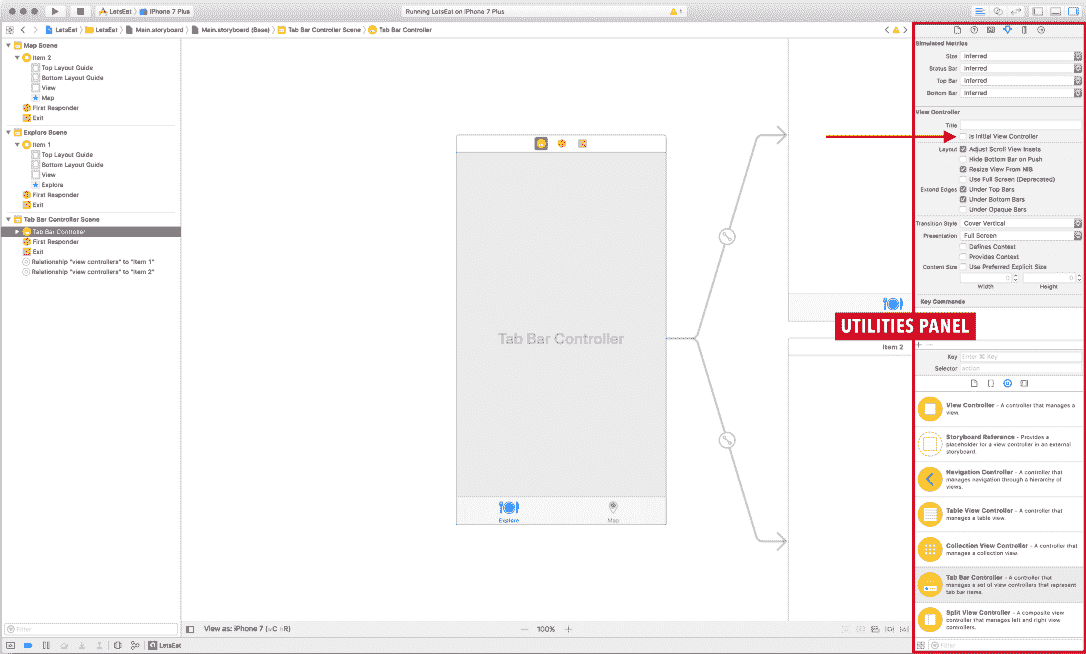 LetsEat
iPhone 7 Plus
Running LetsEat on iPhone 7 Plus
1
LetsEat
LetsEat
Main.storyboard
Main.storyboard (Base)
Tab Bar Controller Scene
Tab Bar Controller
Map Scene
Item 2
Top Layout Guide
Bottom Layout Guide
View
Map
First Responder
Exit
Explore Scene
Item 1
Top Layout Guide
Bottom Layout Guide
View
Explore
First Responder
Exit
Tab Bar Controller Scene
Tab Bar Controller
First Responder
Exit
Relationship "view controllers" to "Item 1"
Relationship "view controllers" to "Item 2"
Filter
Tab Bar Controller
Explore
Map
Item 2
View as: iPhone 7 (wC hR)
100%
LetsEat
UTILITIES PANEL
Simulated Metrics
Size Inferred
Status Bar Inferred
Top Bar Inferred
Bottom Bar Inferred
View Controller
Title
Is Initial View Controller
Layout Adjust Scroll View Insets
Hide Bottom Bar on Push
Resize View From NIB
Use Full Screen (Deprecated)
Extend Edges Under Top Bars
Under Bottom Bars
Under Opaque Bars
Transition Style Cover Vertical
Presentation Full Screen
Defines Context
Provides Context
Content Size Use Preferred Explicit Size
0 0
Width Height
Key Commands
Key Enter ⌘ Key
Selector action
View Controller - A controller that manages a
view.
Storyboard Reference - Provides a
placeholder for a view controller in an external
storyboard.
Navigation Controller - A controller that
manages navigation through a hierarchy of
views.
Table View Controller - A controller that
manages a table view.
Collection View Controller - A controller that
manages a collection view.
Tab Bar Controller - A controller that
manages a set of view controllers that represent
tab bar items.
Split View Controller - A composite view
controller that manages left and right view
controllers.
Filter